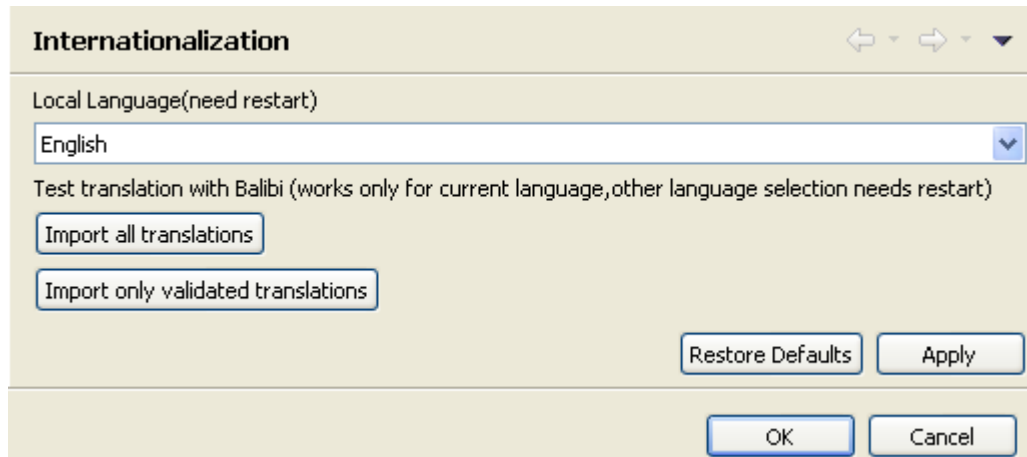 Internationalization
Local Language(need restart)
English
Test translation with Balibi (works only for current language,other language selection needs restart)
Import all translations
Import only validated translations
Restore Defaults Apply
OK Cancel